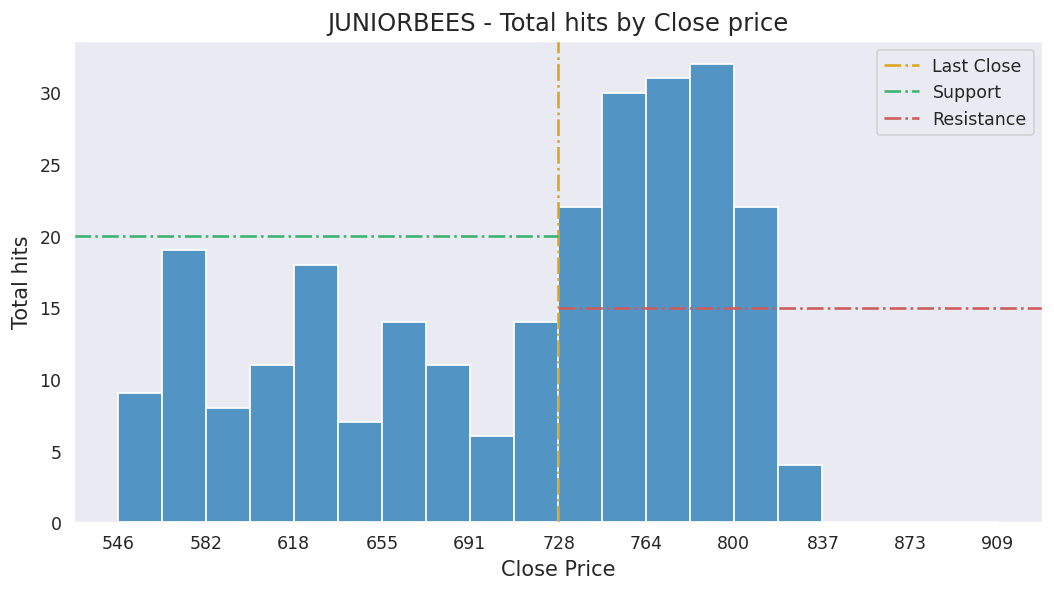 JUNIORBEES - Total hits by Close price
Last Close
Support
Resistance
Total hits
30
25
20
15
10
5
0
546 582 618 655 691 728 764 800 837 873 909
Close Price